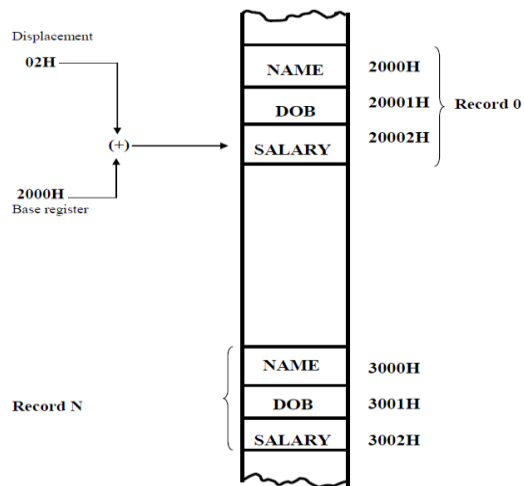 Displacement
02H
(+)
2000H
Base register
NAME 2000H
DOB 20001H Record 0
SALARY 20002H
Record N
NAME 3000H
DOB 3001H
SALARY 3002H